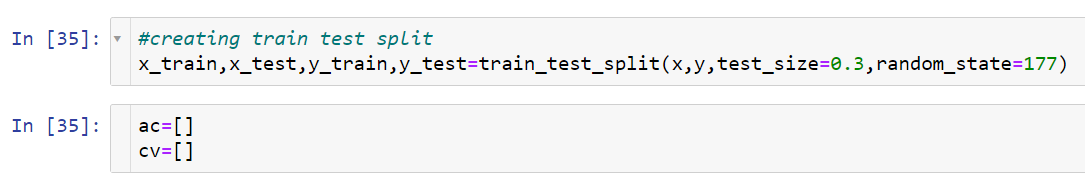 In [35]: #creating train test split
x_train,x_test,y_train,y_test=train_test_split(x,y,test_size=0.3,random_state=177)
In [35]: ac=[]
cv=[]